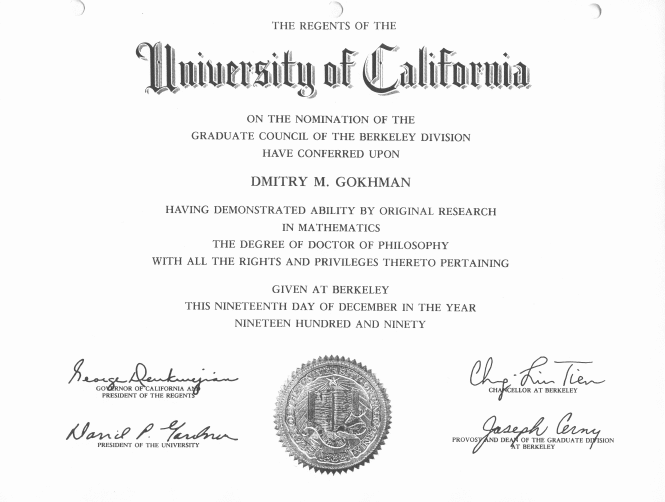 THE REGENTS OF THE
University of California
ON THE NOMINATION OF THE
GRADUATE COUNCIL OF THE BERKELEY DIVISION
HAVE CONFERRED UPON
DMITRY M. GOKHMAN
HAVING DEMONSTRATED ABILITY BY ORIGINAL RESEARCH
IN MATHEMATICS
THE DEGREE OF DOCTOR OF PHILOSOPHY
WITH ALL THE RIGHTS AND PRIVILEGES THERETO PERTAINING
GIVEN AT BERKELEY
THIS NINETEENTH DAY OF DECEMBER IN THE YEAR
NINETEEN HUNDRED AND NINETY
George Deukmejian
GOVERNOR OF CALIFORNIA AND
PRESIDENT OF THE REGENTS
David P. Gardner
PRESIDENT OF THE UNIVERSITY
Chang-Lin Tien
CHANCELLOR AT BERKELEY
Joseph Cerny
PROVOST AND DEAN OF THE GRADUATE DIVISION
AT BERKELEY